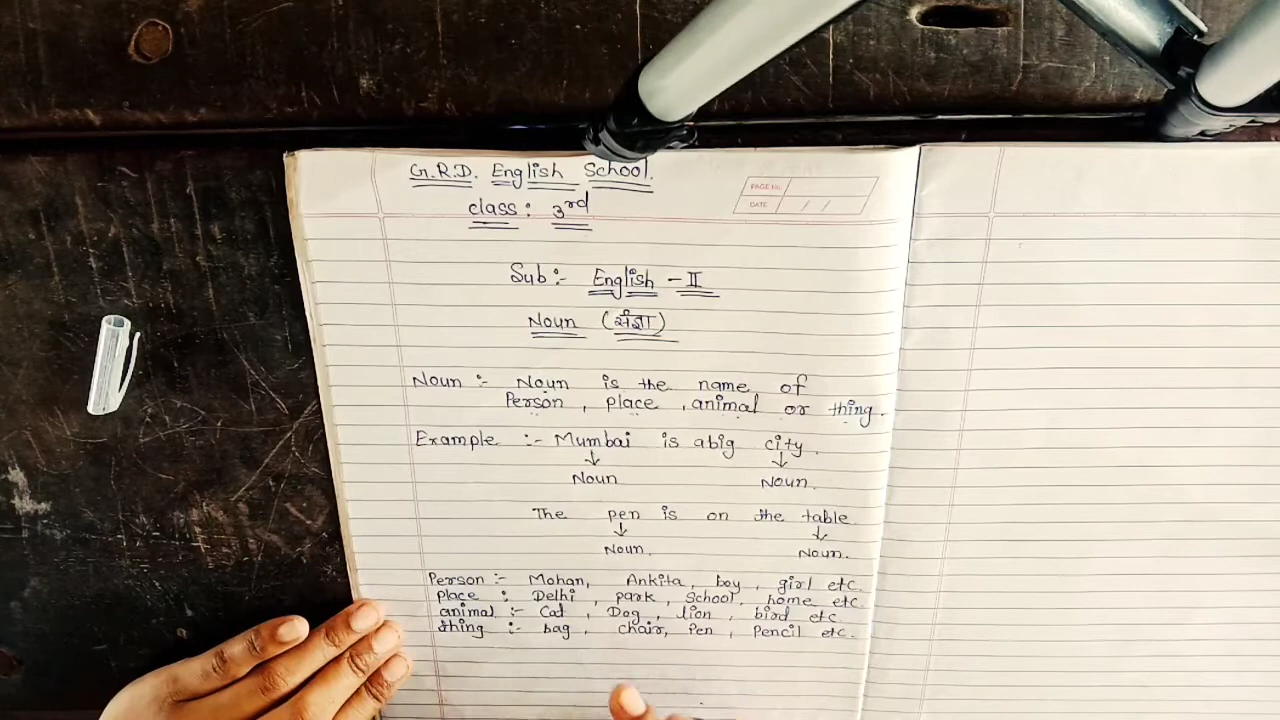 G.R.D. English School.
class: 3rd
PAGE No.
DATE / /
Sub:- English - II
Noun (संज्ञा)
Noun :- Noun is the name of
Person, place, animal or thing.
Example :- Mumbai is abig city.
↓ ↓
Noun Noun.
The pen is on the table
↓ ↓
Noun. Noun.
Person :- Mohan, Ankita, boy, girl etc.
place : Delhi, park, School, home etc.
animal :- Cat, Dog, lion, bird etc.
thing :- bag, chair, Pen, Pencil etc.